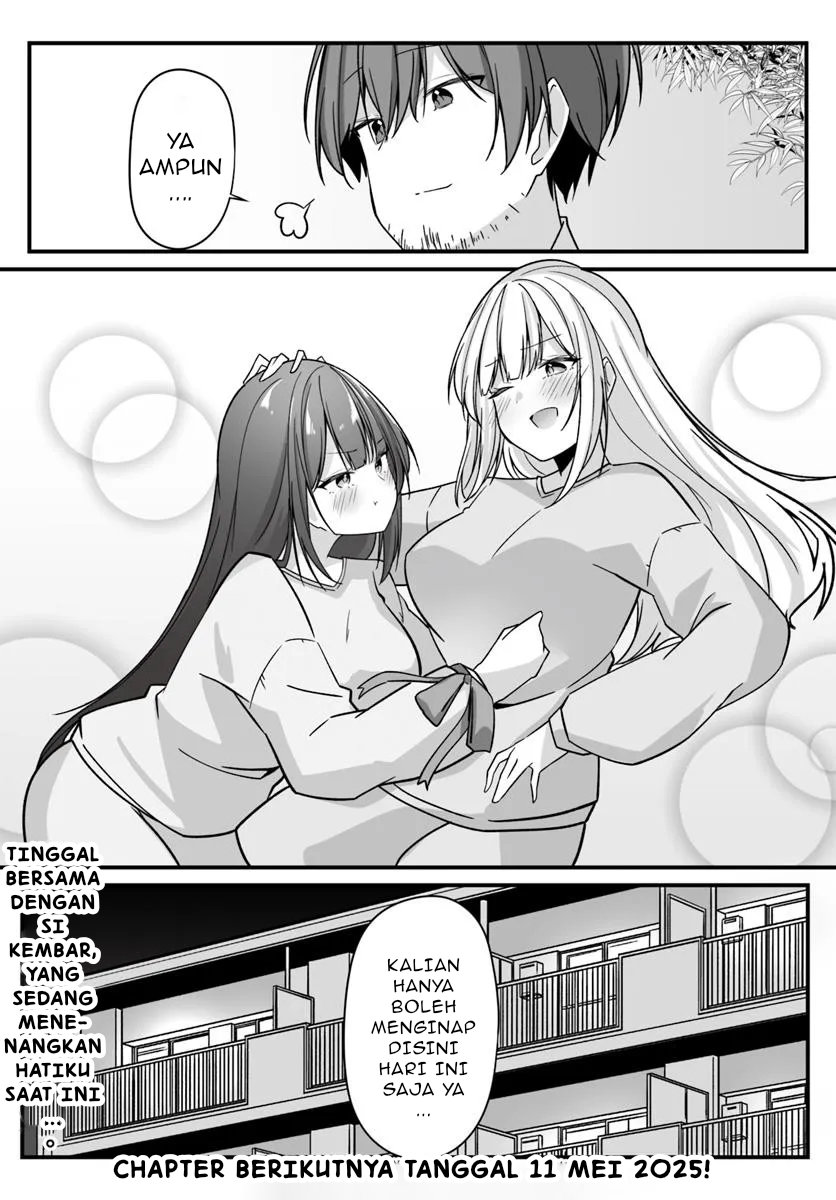 YA
AMPUN
....
KALIAN
HANYA
BOLEH
MENGINAP
DISINI
HARI INI
SAJA YA
...
TINGGAL
BERSAMA
DENGAN
SI
KEMBAR,
YANG
SEDANG
MENE-
NANGKAN
HATIKU
SAAT INI
...
。
CHAPTER BERIKUTNYA TANGGAL 11 MEI 2025!